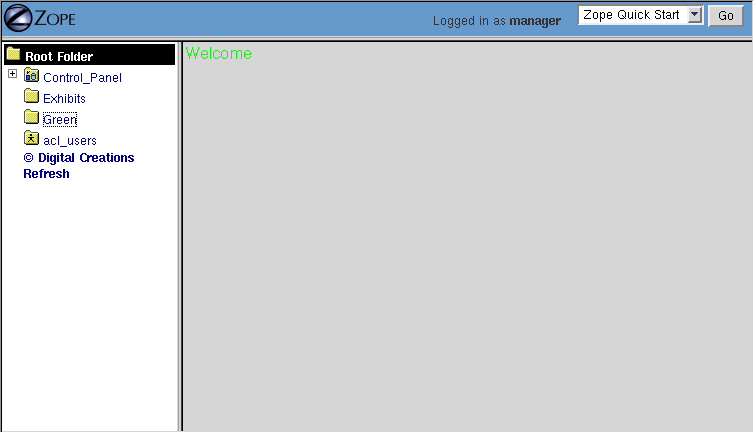 ZOPE
Logged in as manager
Zope Quick Start
Go
Root Folder
Control_Panel
Exhibits
Green
acl_users
© Digital Creations
Refresh
Welcome